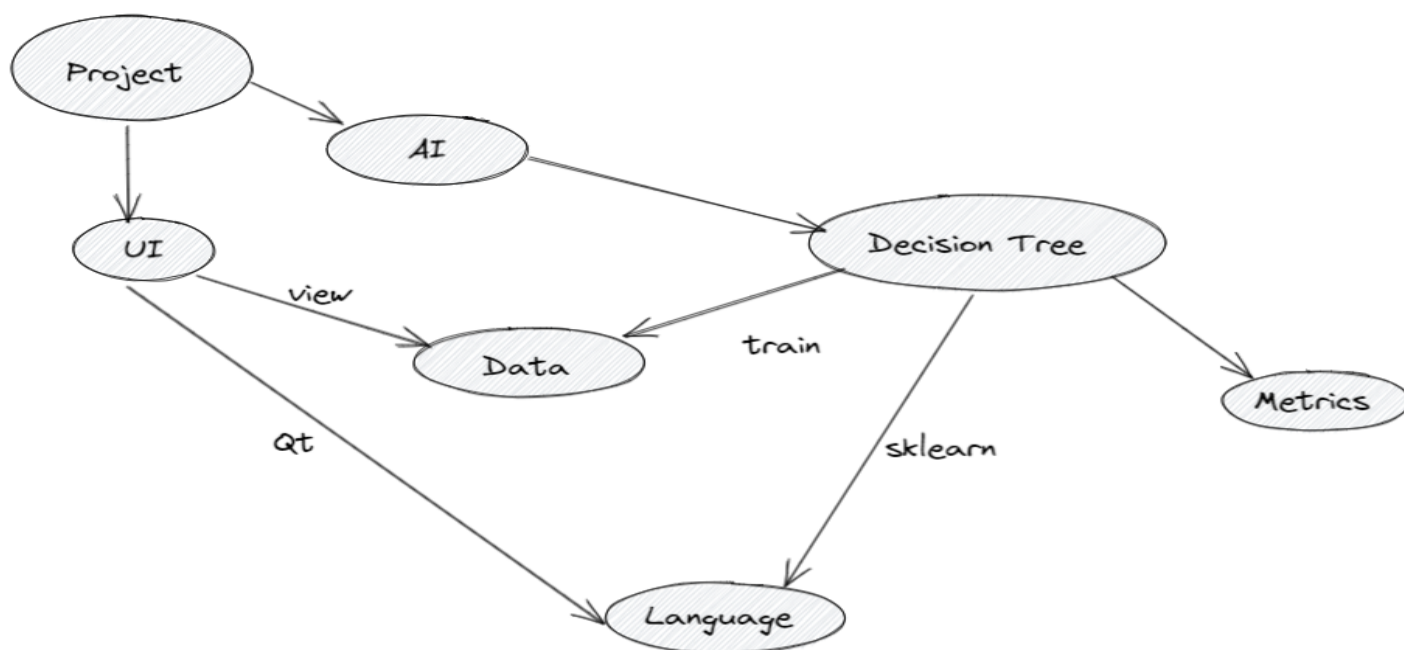 Project
AI
UI
Decision Tree
view
Data
train
Metrics
Qt
sklearn
Language